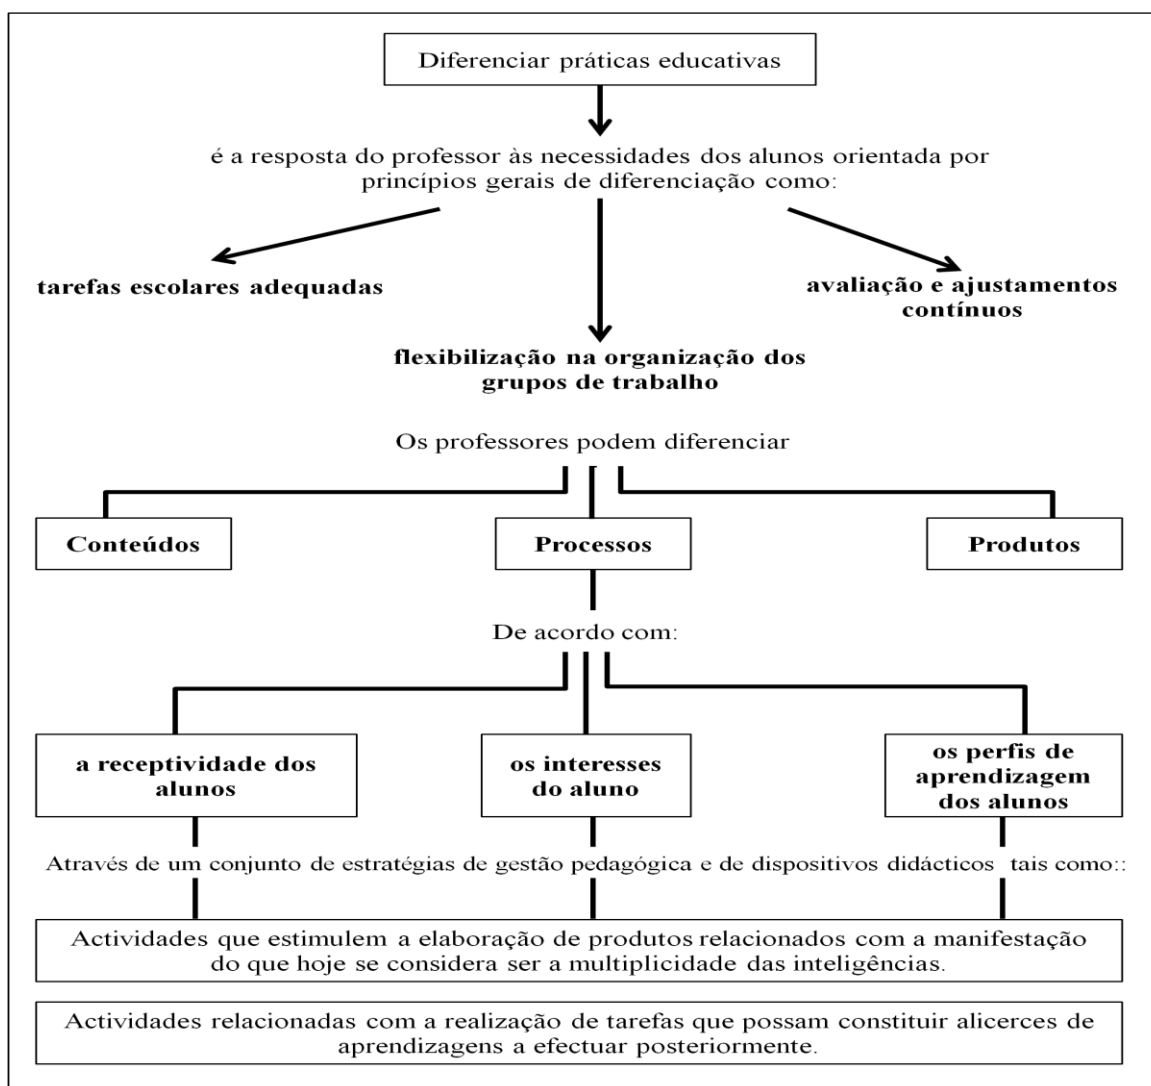 Diferenciar práticas educativas
é a resposta do professor às necessidades dos alunos orientada por
princípios gerais de diferenciação como:
tarefas escolares adequadas
avaliação e ajustamentos
contínuos
flexibilização na organização dos
grupos de trabalho
Os professores podem diferenciar
Conteúdos
Processos
Produtos
De acordo com:
a receptividade dos
alunos
os interesses
do aluno
os perfis de
aprendizagem
dos alunos
Através de um conjunto de estratégias de gestão pedagógica e de dispositivos didácticos tais como::
Actividades que estimulem a elaboração de produtos relacionados com a manifestação
do que hoje se considera ser a multiplicidade das inteligências.
Actividades relacionadas com a realização de tarefas que possam constituir alicerces de
aprendizagens a efectuar posteriormente.